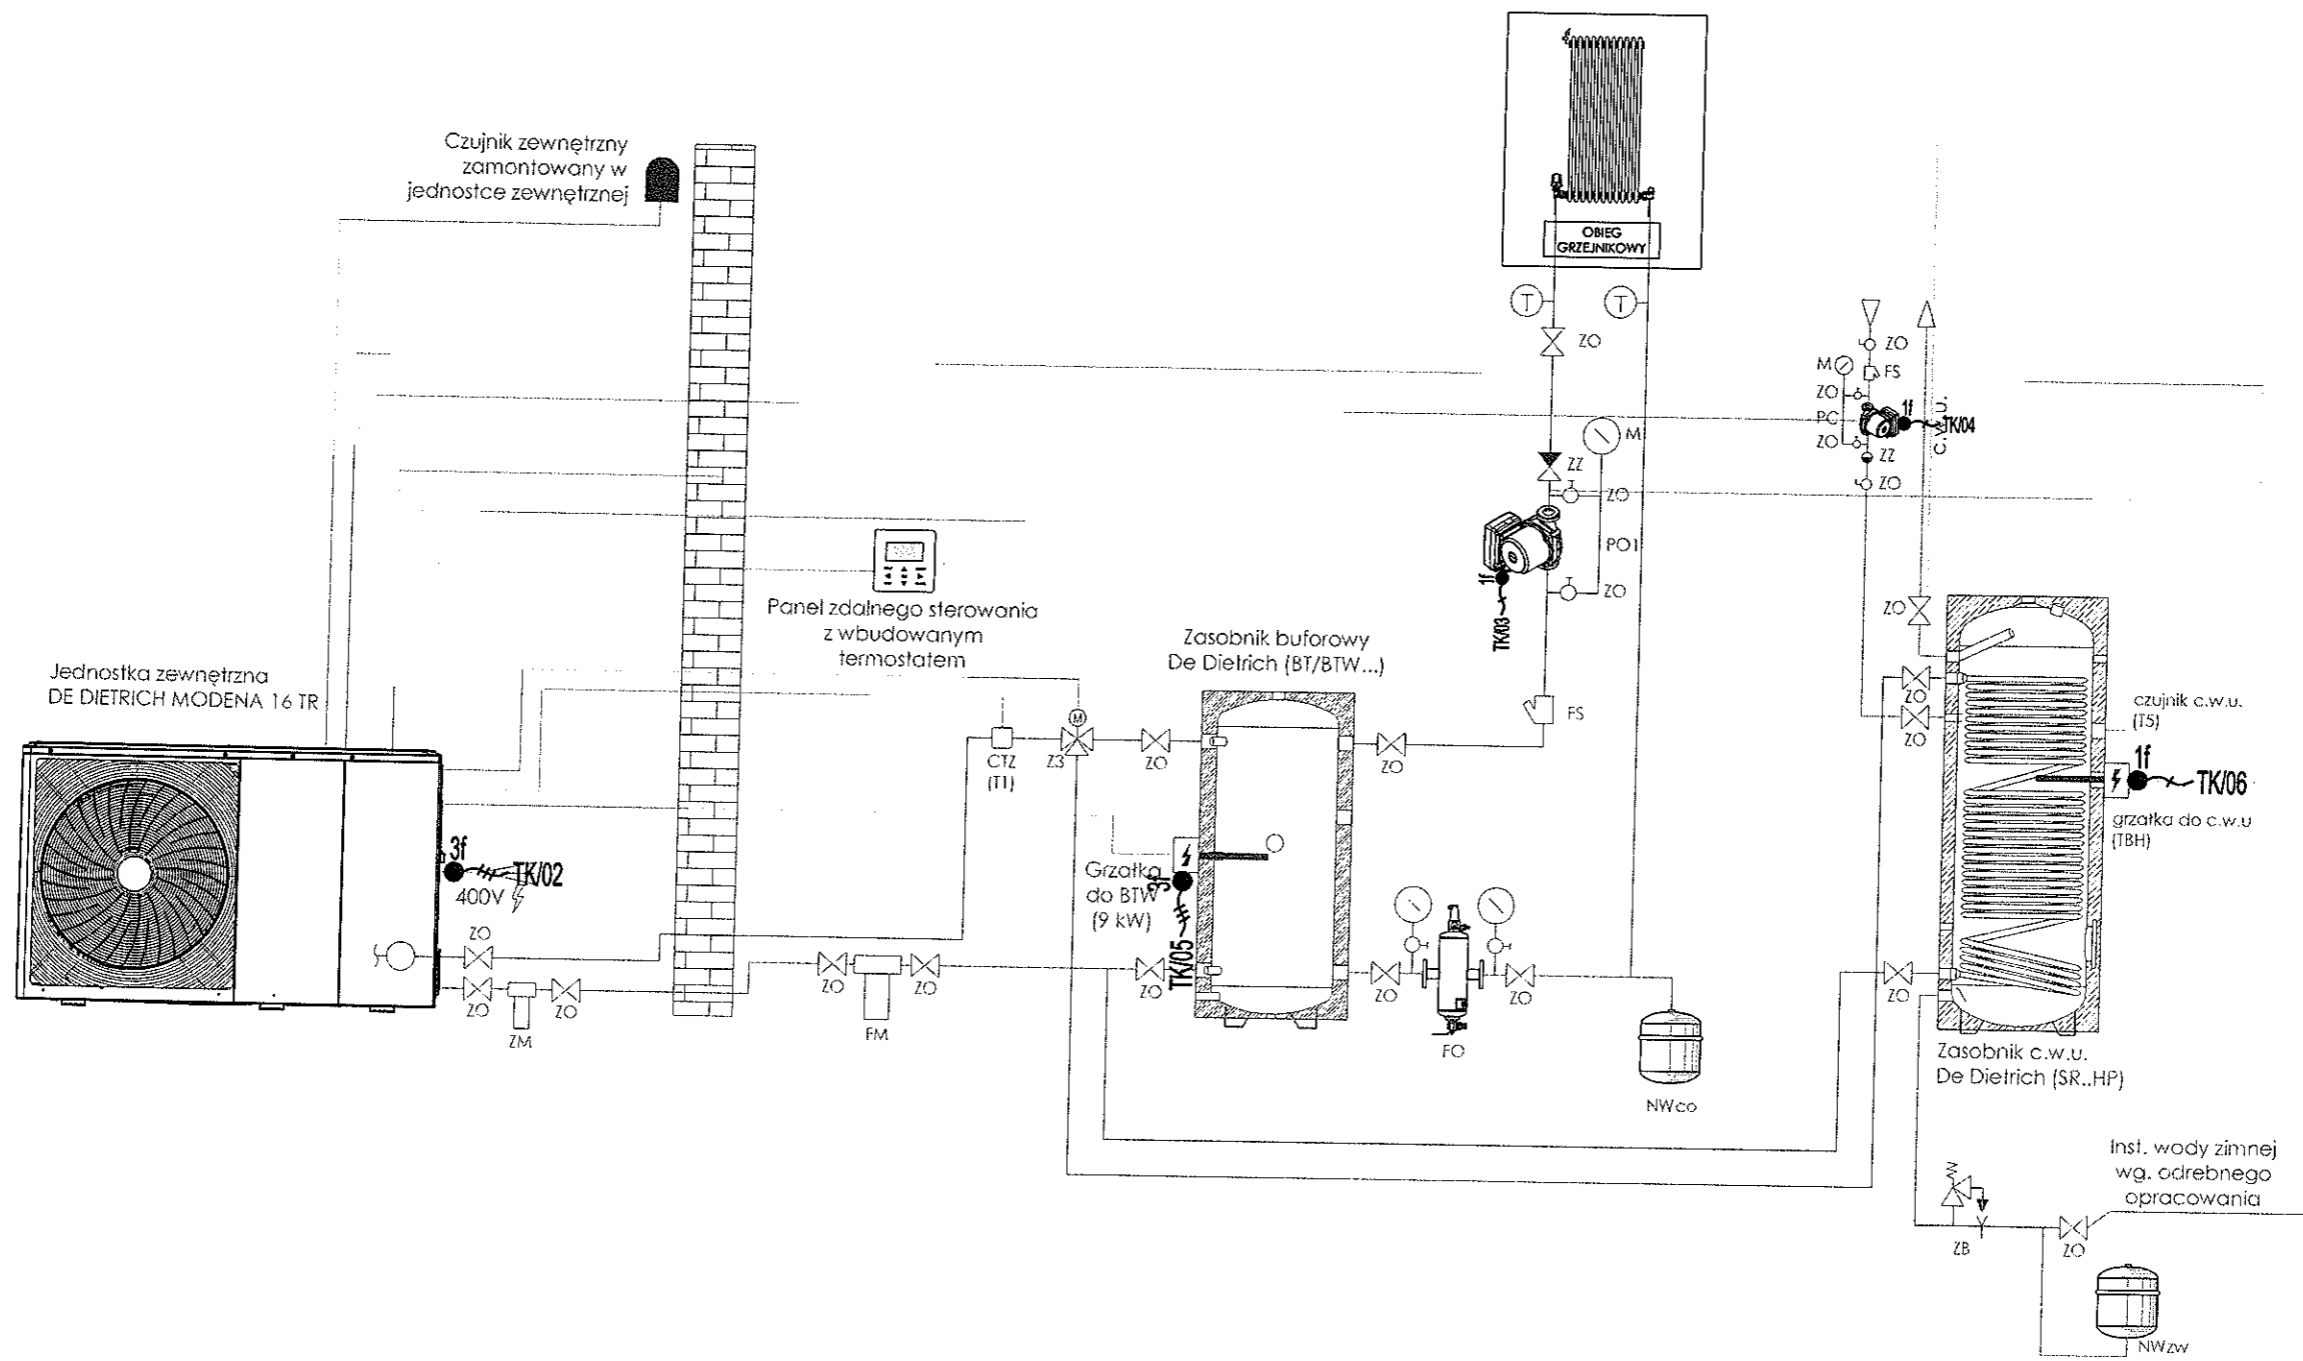 Czujnik zewnętrzny
zamontowany w
jednostce zewnętrznej
OBIEG
GRZEJNIKOWY
T
T
ZO
ZO
M
FS
ZO
PC
1f
TK/04
C.W.U.
ZO
ZZ
ZO
M
ZZ
ZO
PO1
1f
ZO
TK/03
Panel zdalnego sterowania
z wbudowanym
termostatem
Zasobnik buforowy
De Dietrich (BT/BTW...)
Jednostka zewnętrzna
DE DIETRICH MODENA 16 TR
ZO
ZO
ZO
czujnik c.w.u.
(T5)
1f
TK/06
grzałka do c.w.u
(TBH)
M
FS
CTZ
(T1)
Z3
ZO
ZO
3f
TK/02
400V
Grzałka
do BTW
(9 kW)
3f
TK/05
ZO
ZO
ZO
ZM
ZO
ZO
FM
ZO
ZO
FO
ZO
ZO
NWco
Zasobnik c.w.u.
De Dietrich (SR..HP)
Inst. wody zimnej
wg. odrebnego
opracowania
ZB
ZO
NWzw